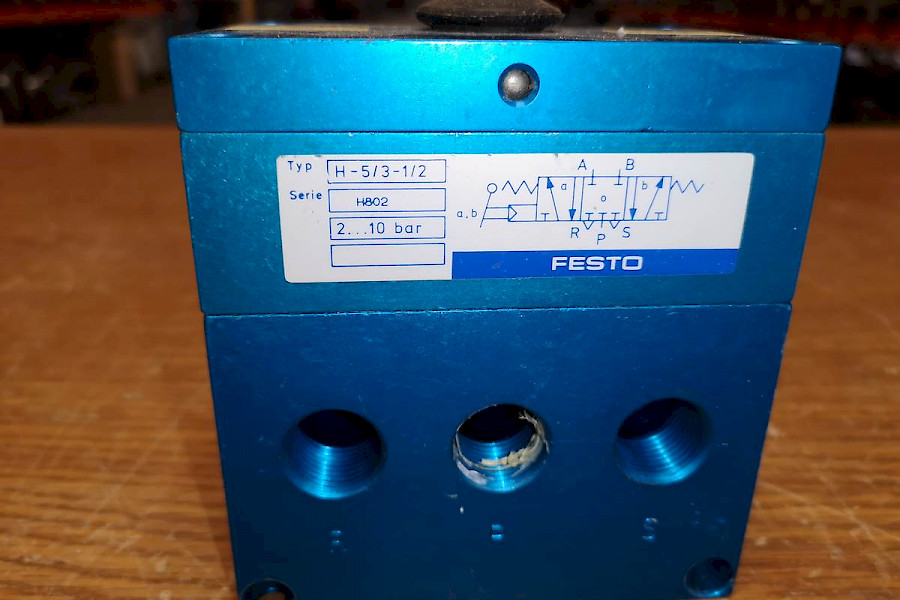 Typ H-5/3-1/2
Serie H802
2...10 bar
A B
a o b
a,b
R P S
FESTO
R P S